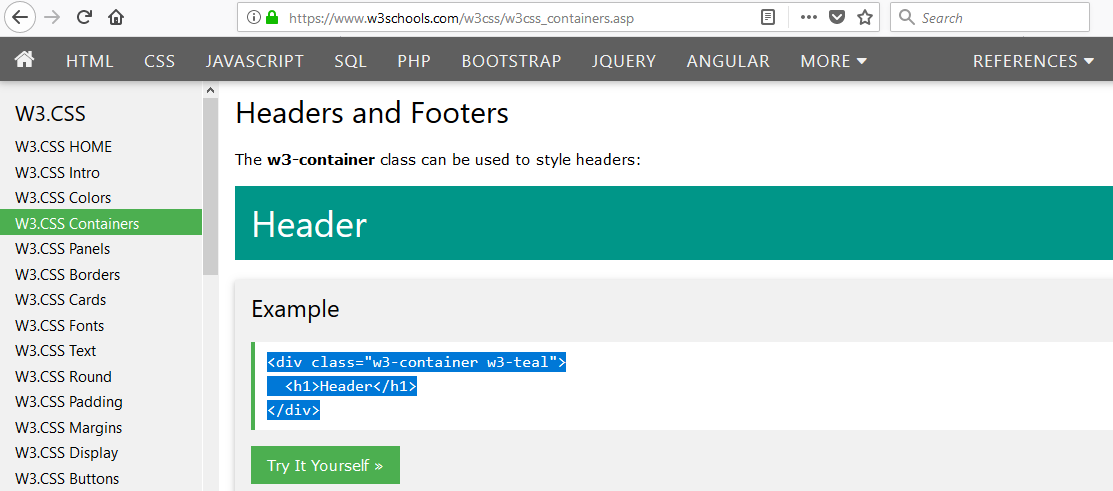 https://www.w3schools.com/w3css/w3css_containers.asp
Search
HTML CSS JAVASCRIPT SQL PHP BOOTSTRAP JQUERY ANGULAR MORE REFERENCES
W3.CSS
W3.CSS HOME
W3.CSS Intro
W3.CSS Colors
W3.CSS Containers
W3.CSS Panels
W3.CSS Borders
W3.CSS Cards
W3.CSS Fonts
W3.CSS Text
W3.CSS Round
W3.CSS Padding
W3.CSS Margins
W3.CSS Display
W3.CSS Buttons
Headers and Footers
The w3-container class can be used to style headers:
Header
Example
<div class="w3-container w3-teal">
  <h1>Header</h1>
</div>
Try It Yourself »